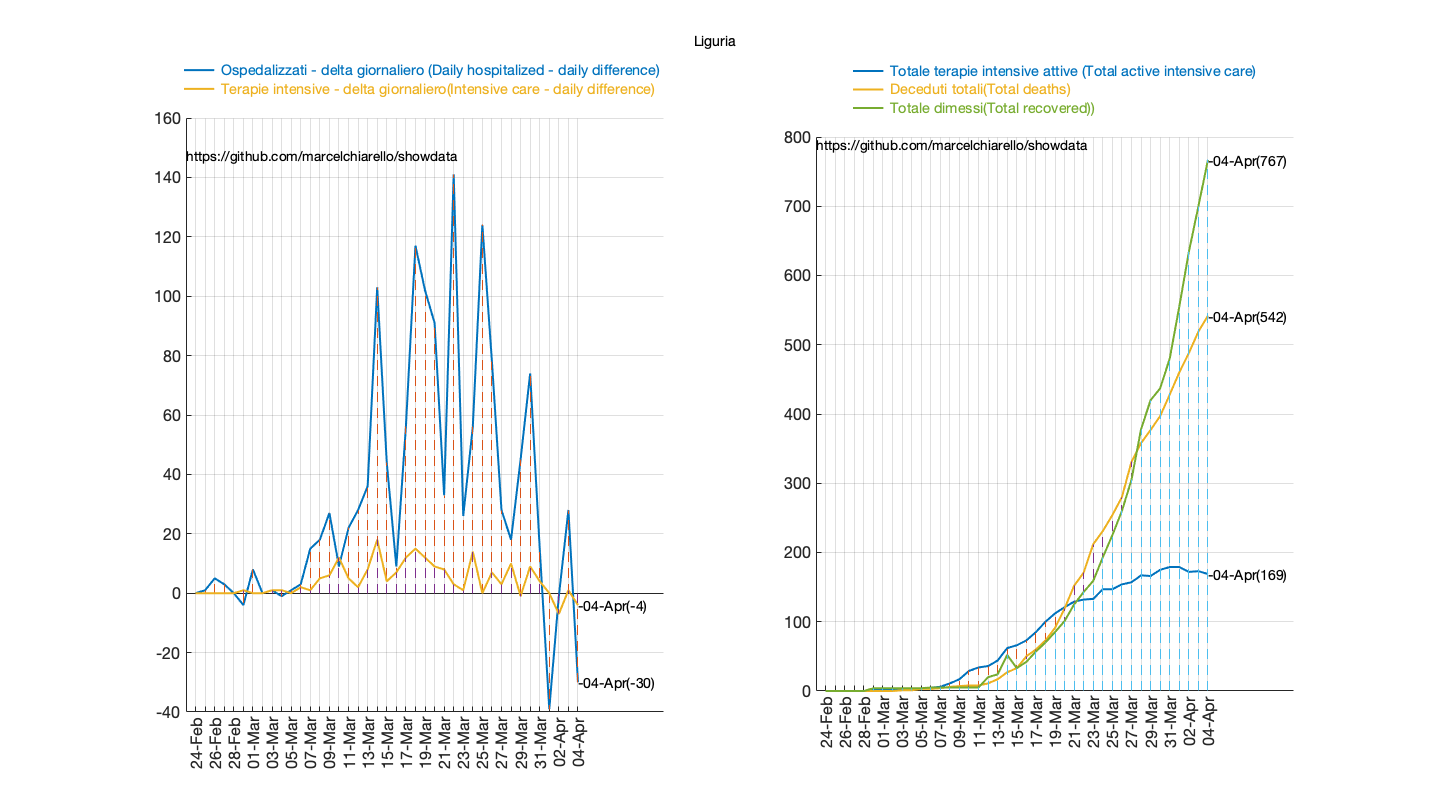 Liguria
Ospedalizzati - delta giornaliero (Daily hospitalized - daily difference)
Terapie intensive - delta giornaliero(Intensive care - daily difference)
160
https://github.com/marcelchiarello/showdata
140
120
100
80
60
40
20
0
-20
-40
-04-Apr(-4)
-04-Apr(-30)
24-Feb
26-Feb
28-Feb
01-Mar
03-Mar
05-Mar
07-Mar
09-Mar
11-Mar
13-Mar
15-Mar
17-Mar
19-Mar
21-Mar
23-Mar
25-Mar
27-Mar
29-Mar
31-Mar
02-Apr
04-Apr
Totale terapie intensive attive (Total active intensive care)
Deceduti totali(Total deaths)
Totale dimessi(Total recovered))
800
https://github.com/marcelchiarello/showdata
700
600
500
400
300
200
100
0
-04-Apr(767)
-04-Apr(542)
-04-Apr(169)
24-Feb
26-Feb
28-Feb
01-Mar
03-Mar
05-Mar
07-Mar
09-Mar
11-Mar
13-Mar
15-Mar
17-Mar
19-Mar
21-Mar
23-Mar
25-Mar
27-Mar
29-Mar
31-Mar
02-Apr
04-Apr